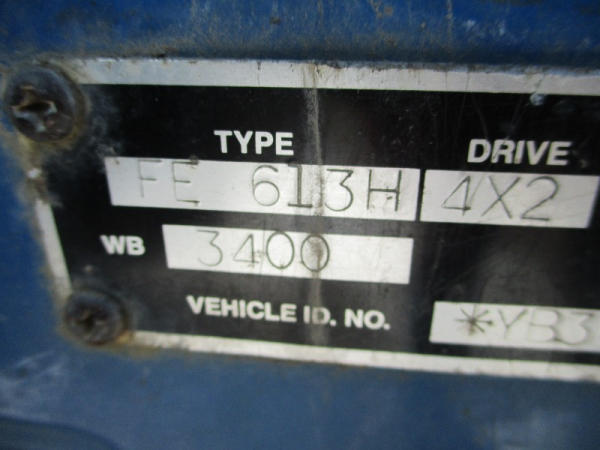 TYPE DRIVE
FE 613H 4X2
WB 3400
VEHICLE ID. NO. *YB3